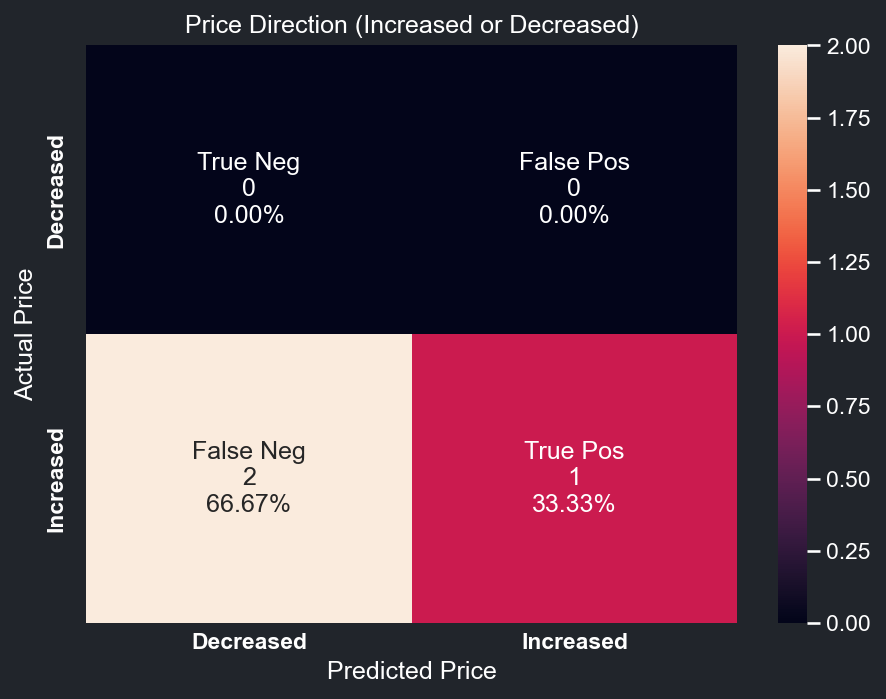 Price Direction (Increased or Decreased)
Actual Price
Decreased
Increased
True Neg
0
0.00%
False Pos
0
0.00%
False Neg
2
66.67%
True Pos
1
33.33%
Decreased
Increased
Predicted Price
2.00
1.75
1.50
1.25
1.00
0.75
0.50
0.25
0.00